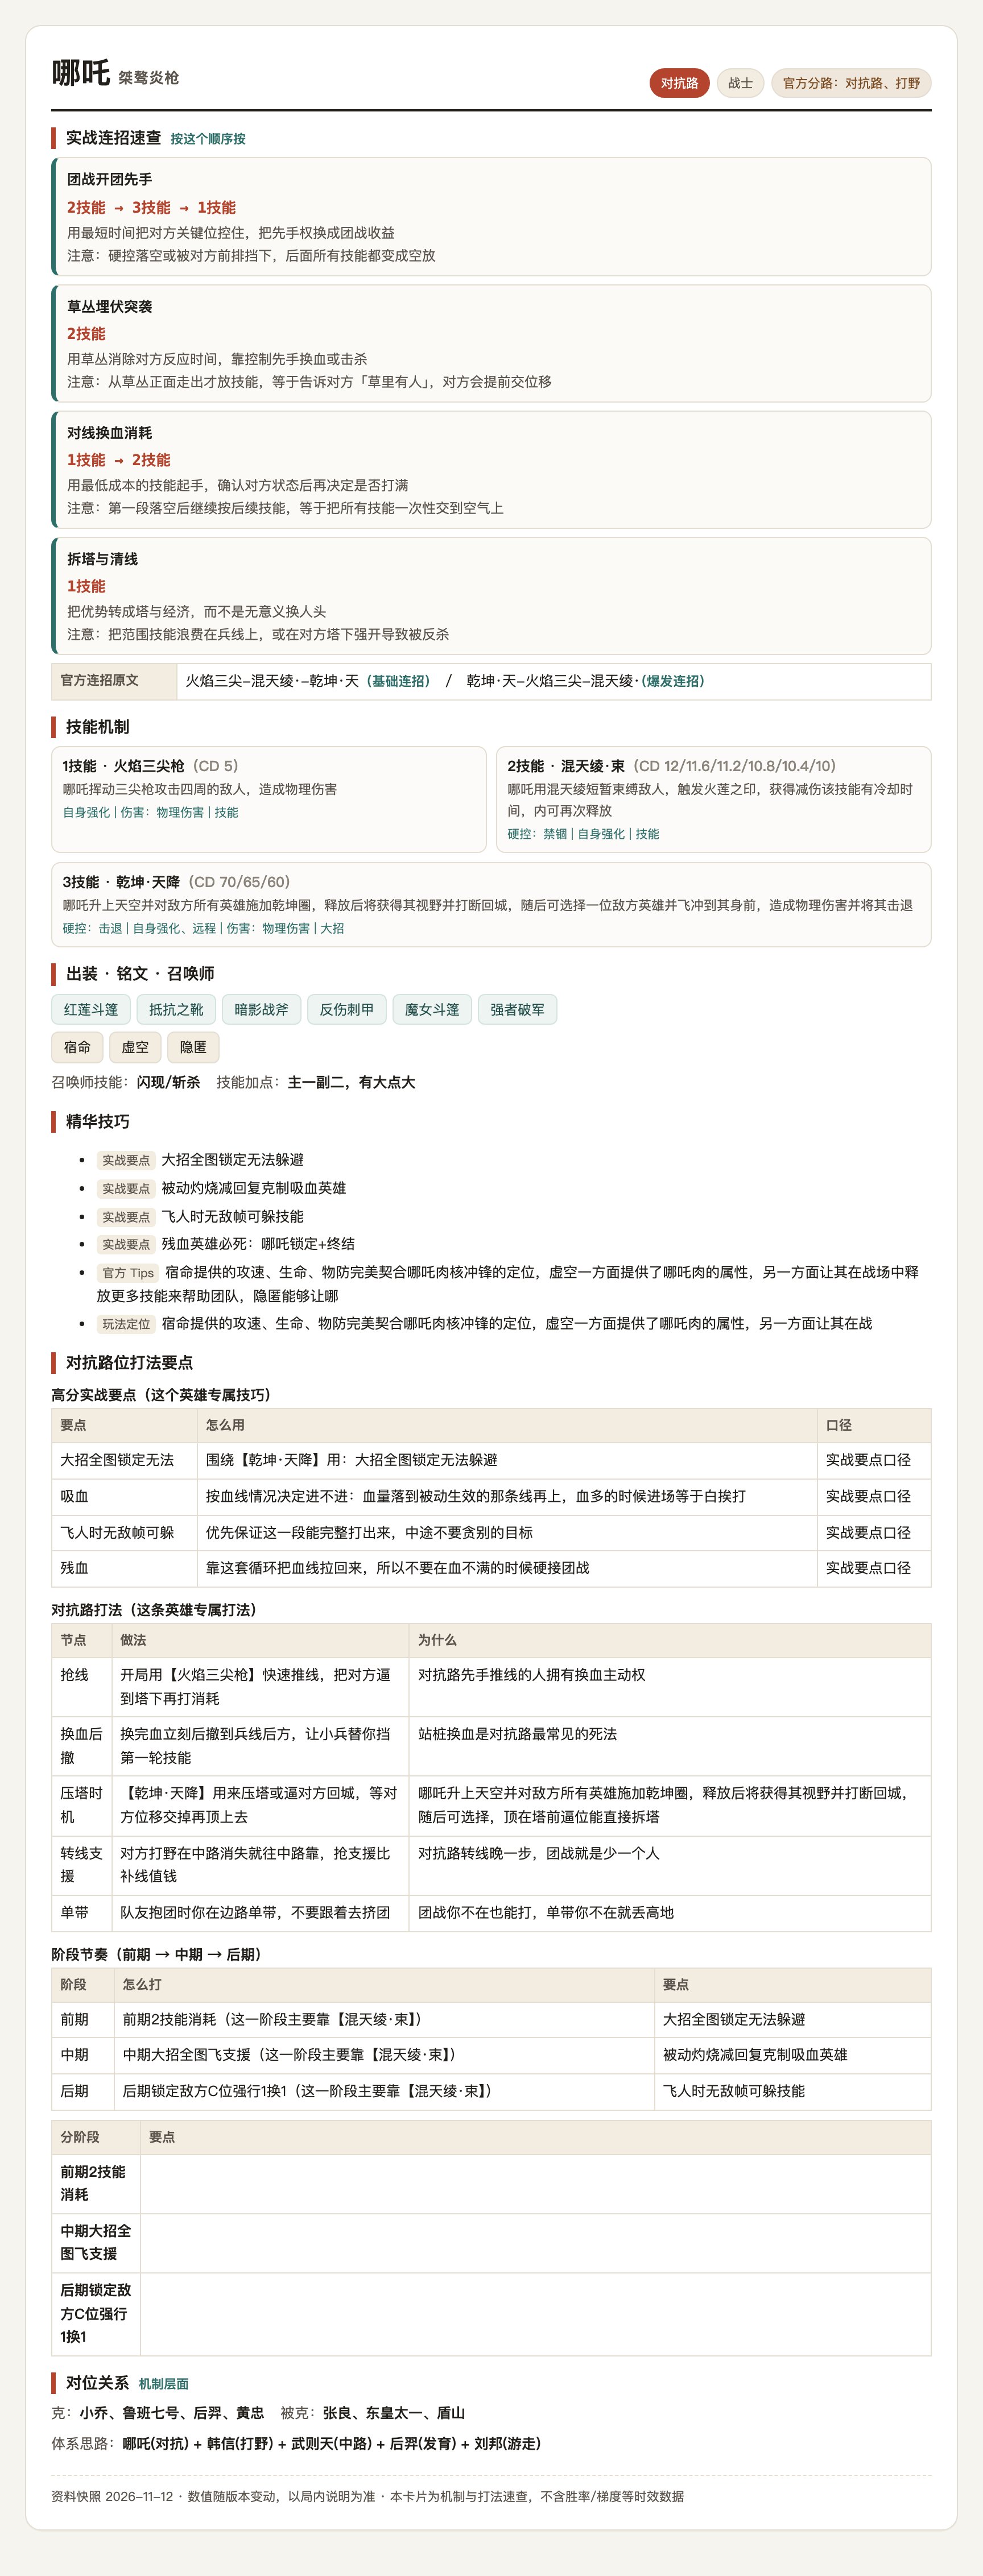 哪吒 桀骜炎枪
对抗路 战士 官方分路：对抗路、打野
实战连招速查 按这个顺序按
团战开团先手
2技能 → 3技能 → 1技能
用最短时间把对方关键位控住，把先手权换成团战收益
注意：硬控落空或被对方前排挡下，后面所有技能都变成空放
草丛埋伏突袭
2技能
用草丛消除对方反应时间，靠控制先手换血或击杀
注意：从草丛正面走出才放技能，等于告诉对方「草里有人」，对方会提前交位移
对线换血消耗
1技能 → 2技能
用最低成本的技能起手，确认对方状态后再决定是否打满
注意：第一段落空后继续按后续技能，等于把所有技能一次性交到空气上
拆塔与清线
1技能
把优势转成塔与经济，而不是无意义换人头
注意：把范围技能浪费在兵线上，或在对方塔下强开导致被反杀
官方连招原文 火焰三尖–混天绫·–乾坤·天（基础连招） / 乾坤·天–火焰三尖–混天绫·（爆发连招）
技能机制
1技能 · 火焰三尖枪（CD 5）
哪吒挥动三尖枪攻击四周的敌人，造成物理伤害
自身强化 | 伤害：物理伤害 | 技能
2技能 · 混天绫·束（CD 12/11.6/11.2/10.8/10.4/10）
哪吒用混天绫短暂束缚敌人，触发火莲之印，获得减伤该技能有冷却时
间，内可再次释放
硬控：禁锢 | 自身强化 | 技能
3技能 · 乾坤·天降（CD 70/65/60）
哪吒升上天空并对敌方所有英雄施加乾坤圈，释放后将获得其视野并打断回城，随后可选择一位敌方英雄并飞冲到其身前，造成物理伤害并将其击退
硬控：击退 | 自身强化、远程 | 伤害：物理伤害 | 大招
出装 · 铭文 · 召唤师
红莲斗篷 抵抗之靴 暗影战斧 反伤刺甲 魔女斗篷 强者破军
宿命 虚空 隐匿
召唤师技能：闪现/斩杀 技能加点：主一副二，有大点大
精华技巧
• 实战要点 大招全图锁定无法躲避
• 实战要点 被动灼烧减回复克制吸血英雄
• 实战要点 飞人时无敌帧可躲技能
• 实战要点 残血英雄必死：哪吒锁定+终结
• 官方 Tips 宿命提供的攻速、生命、物防完美契合哪吒肉核冲锋的定位，虚空一方面提供了哪吒肉的属性，另一方面让其在战场中释
放更多技能来帮助团队，隐匿能够让哪
• 玩法定位 宿命提供的攻速、生命、物防完美契合哪吒肉核冲锋的定位，虚空一方面提供了哪吒肉的属性，另一方面让其在战
对抗路位打法要点
高分实战要点（这个英雄专属技巧）
要点 怎么用 口径
大招全图锁定无法 围绕【乾坤·天降】用：大招全图锁定无法躲避 实战要点口径
吸血 按血线情况决定进不进：血量落到被动生效的那条线再上，血多的时候进场等于白挨打 实战要点口径
飞人时无敌帧可躲 优先保证这一段能完整打出来，中途不要贪别的目标 实战要点口径
残血 靠这套循环把血线拉回来，所以不要在血不满的时候硬接团战 实战要点口径
对抗路打法（这条英雄专属打法）
节点 做法 为什么
抢线 开局用【火焰三尖枪】快速推线，把对方逼 对抗路先手推线的人拥有换血主动权
到塔下再打消耗
换血后 换完血立刻后撤到兵线后方，让小兵替你挡 站桩换血是对抗路最常见的死法
撤 第一轮技能
压塔时 【乾坤·天降】用来压塔或逼对方回城，等对 哪吒升上天空并对敌方所有英雄施加乾坤圈，释放后将获得其视野并打断回城，
机 方位移交掉再顶上去 随后可选择，顶在塔前逼位能直接拆塔
转线支 对方打野在中路消失就往中路靠，抢支援比 对抗路转线晚一步，团战就是少一个人
援 补线值钱
单带 队友抱团时你在边路单带，不要跟着去挤团 团战你不在也能打，单带你不在就丢高地
阶段节奏（前期 → 中期 → 后期）
阶段 怎么打 要点
前期 前期2技能消耗（这一阶段主要靠【混天绫·束】） 大招全图锁定无法躲避
中期 中期大招全图飞支援（这一阶段主要靠【混天绫·束】） 被动灼烧减回复克制吸血英雄
后期 后期锁定敌方C位强行1换1（这一阶段主要靠【混天绫·束】） 飞人时无敌帧可躲技能
分阶段 要点
前期2技能
消耗
中期大招全
图飞支援
后期锁定敌
方C位强行
1换1
对位关系 机制层面
克：小乔、鲁班七号、后羿、黄忠 被克：张良、东皇太一、盾山
体系思路：哪吒(对抗) + 韩信(打野) + 武则天(中路) + 后羿(发育) + 刘邦(游走)
资料快照 2026–11–12 · 数值随版本变动，以局内说明为准 · 本卡片为机制与打法速查，不含胜率/梯度等时效数据